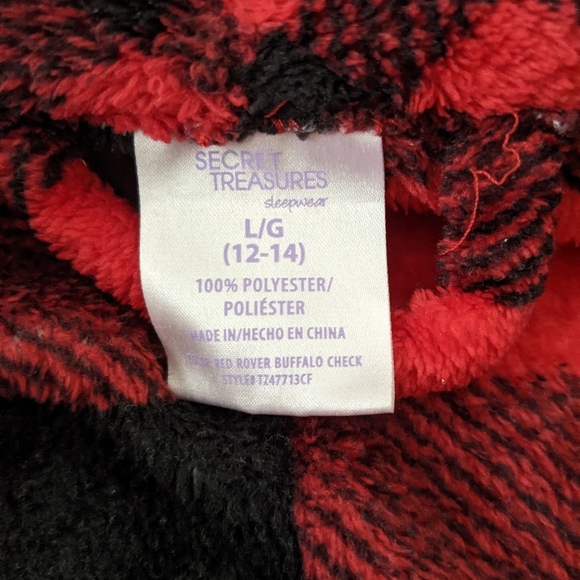 SECRET
TREASURES
sleepwear
L/G
(12-14)
100% POLYESTER/
POLIÉSTER
MADE IN/HECHO EN CHINA
RED ROVER BUFFALO CHECK
STYLE# TZ47713CF